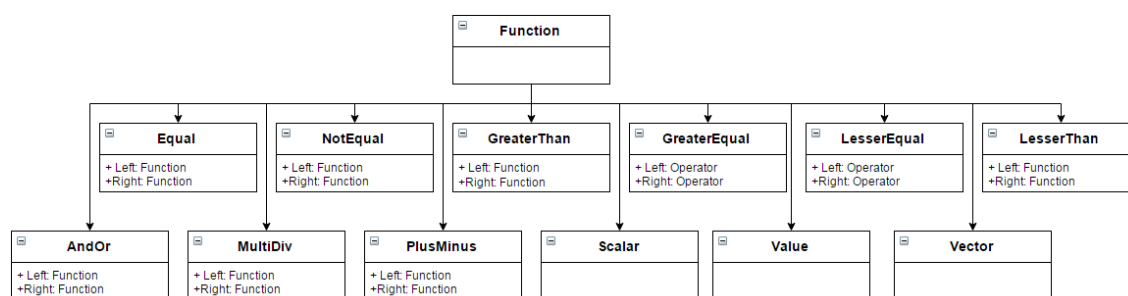 Function
Equal
+ Left: Function
+Right: Function
NotEqual
+ Left: Function
+Right: Function
GreaterThan
+ Left: Function
+Right: Function
GreaterEqual
+ Left: Operator
+Right: Operator
LesserEqual
+ Left: Operator
+Right: Operator
LesserThan
+ Left: Function
+Right: Function
AndOr
+ Left: Function
+Right: Function
MultiDiv
+ Left: Function
+Right: Function
PlusMinus
+ Left: Function
+Right: Function
Scalar
Value
Vector